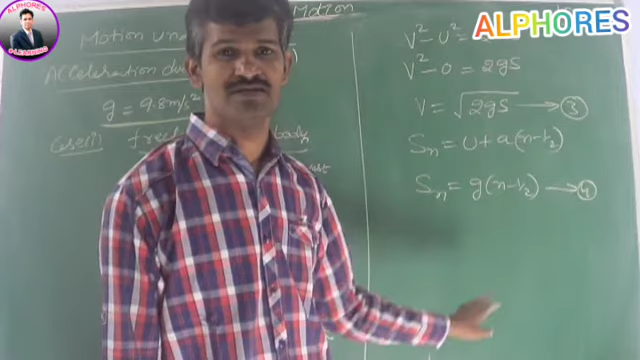 ALPHORES
E-LEARNING
ALPHORES
Motion
Motion un
Acceleration du
g = 9.8m/s²
Case i) free body
V² - U² =
V² - 0 = 2gS
V = √2gS → ③
Sₙ = U + a(n-½)
Sₙ = g(n-½) → ④